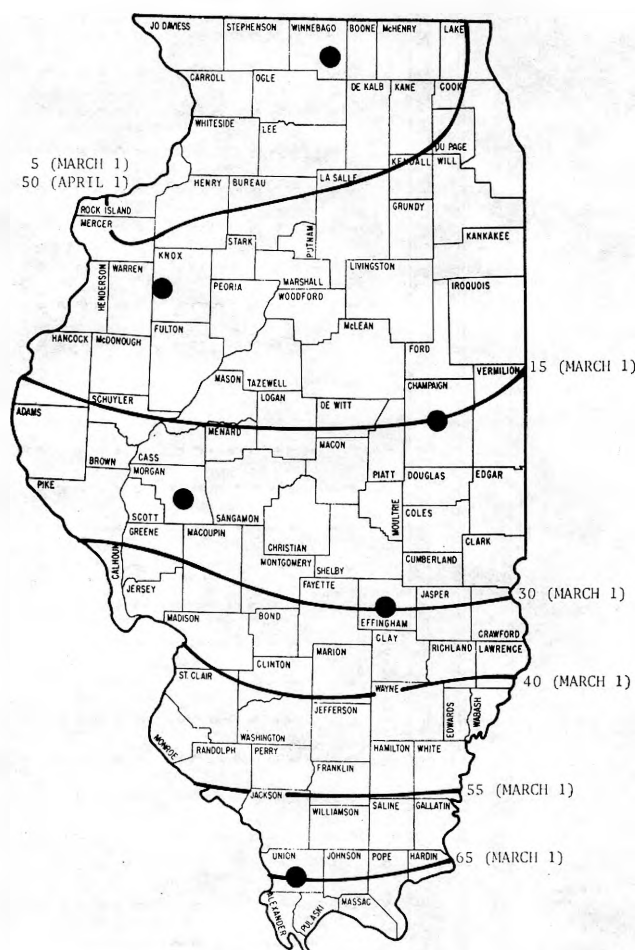 JO DAVIESS STEPHENSON WINNEBAGO BOONE McHENRY LAKE
CARROLL OGLE DE KALB KANE COOK
WHITESIDE LEE DU PAGE
5 (MARCH 1) KENDALL WILL
50 (APRIL 1) HENRY BUREAU LA SALLE
ROCK ISLAND GRUNDY
MERCER
STARK PUTNAM KANKAKEE
KNOX
WARREN HENDERSON PEORIA MARSHALL LIVINGSTON IROQUOIS
WOODFORD
FULTON McLEAN
HANCOCK McDONOUGH FORD
MASON TAZEWELL CHAMPAIGN VERMILION 15 (MARCH 1)
SCHUYLER LOGAN DE WITT
ADAMS
MENARD MACON
BROWN CASS
MORGAN PIATT DOUGLAS EDGAR
PIKE
SCOTT SANGAMON MOULTRIE COLES
GREENE MACOUPIN
CHRISTIAN CLARK
CALHOUN MONTGOMERY CUMBERLAND
SHELBY
JERSEY FAYETTE JASPER 30 (MARCH 1)
MADISON BOND EFFINGHAM CRAWFORD
CLAY
MARION RICHLAND LAWRENCE
CLINTON
ST. CLAIR WAYNE 40 (MARCH 1)
JEFFERSON EDWARDS WABASH
WASHINGTON
MONROE RANDOLPH PERRY HAMILTON WHITE
FRANKLIN
JACKSON 55 (MARCH 1)
WILLIAMSON SALINE GALLATIN
UNION JOHNSON POPE HARDIN 65 (MARCH 1)
ALEXANDER PULASKI MASSAC